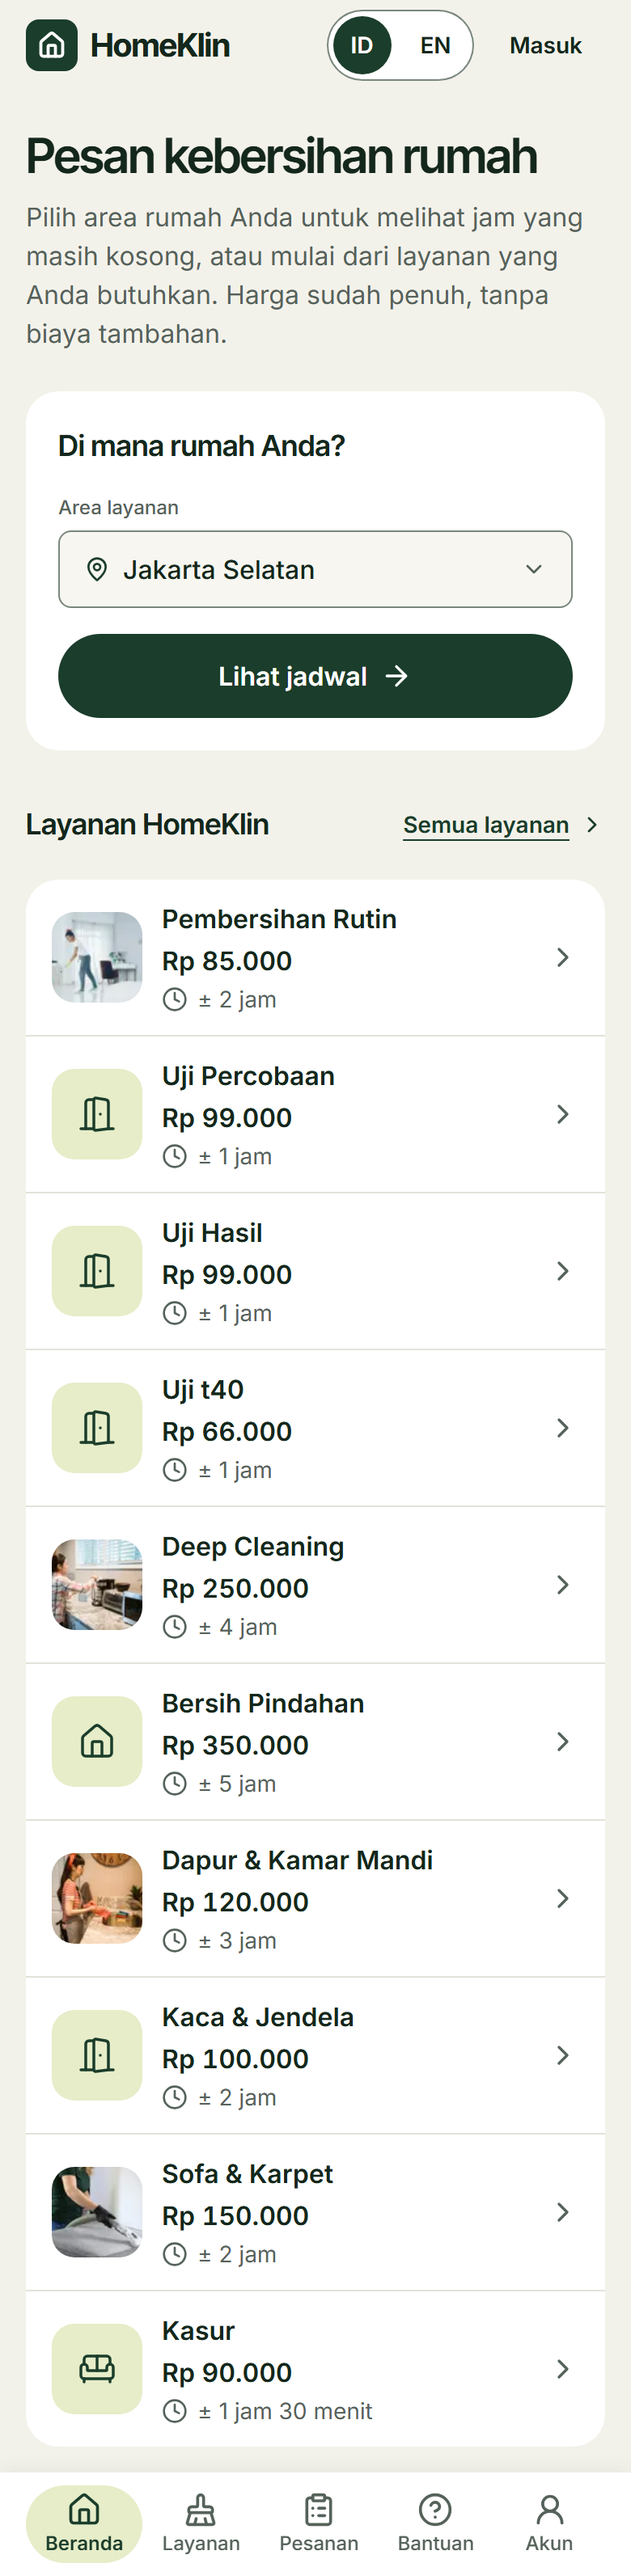 HomeKlin
ID
EN
Masuk
Pesan kebersihan rumah
Pilih area rumah Anda untuk melihat jam yang
masih kosong, atau mulai dari layanan yang
Anda butuhkan. Harga sudah penuh, tanpa
biaya tambahan.
Di mana rumah Anda?
Area layanan
Jakarta Selatan
Lihat jadwal
Layanan HomeKlin
Semua layanan
Pembersihan Rutin
Rp 85.000
± 2 jam
Uji Percobaan
Rp 99.000
± 1 jam
Uji Hasil
Rp 99.000
± 1 jam
Uji t40
Rp 66.000
± 1 jam
Deep Cleaning
Rp 250.000
± 4 jam
Bersih Pindahan
Rp 350.000
± 5 jam
Dapur & Kamar Mandi
Rp 120.000
± 3 jam
Kaca & Jendela
Rp 100.000
± 2 jam
Sofa & Karpet
Rp 150.000
± 2 jam
Kasur
Rp 90.000
± 1 jam 30 menit
Beranda
Layanan
Pesanan
Bantuan
Akun